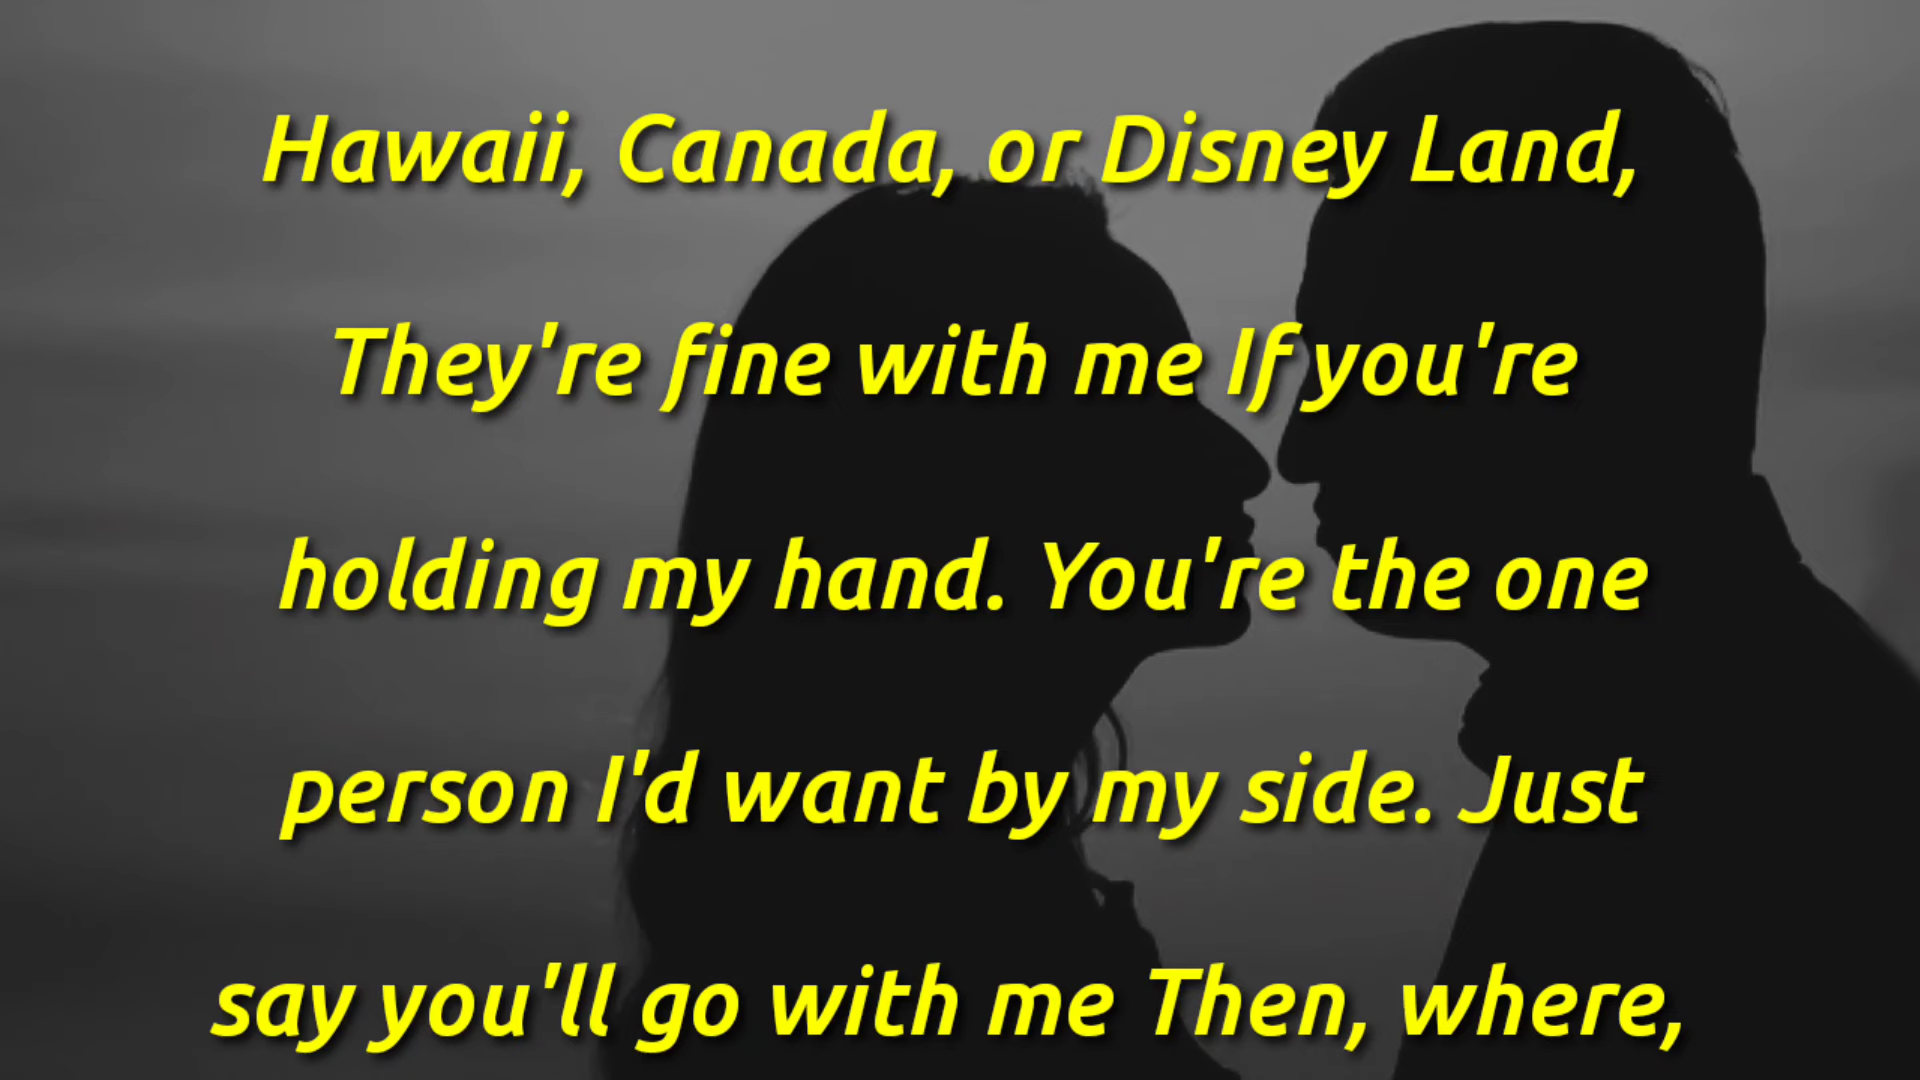 Hawaii, Canada, or Disney Land,
They're fine with me If you're
holding my hand. You're the one
person I'd want by my side. Just
say you'll go with me Then, where,